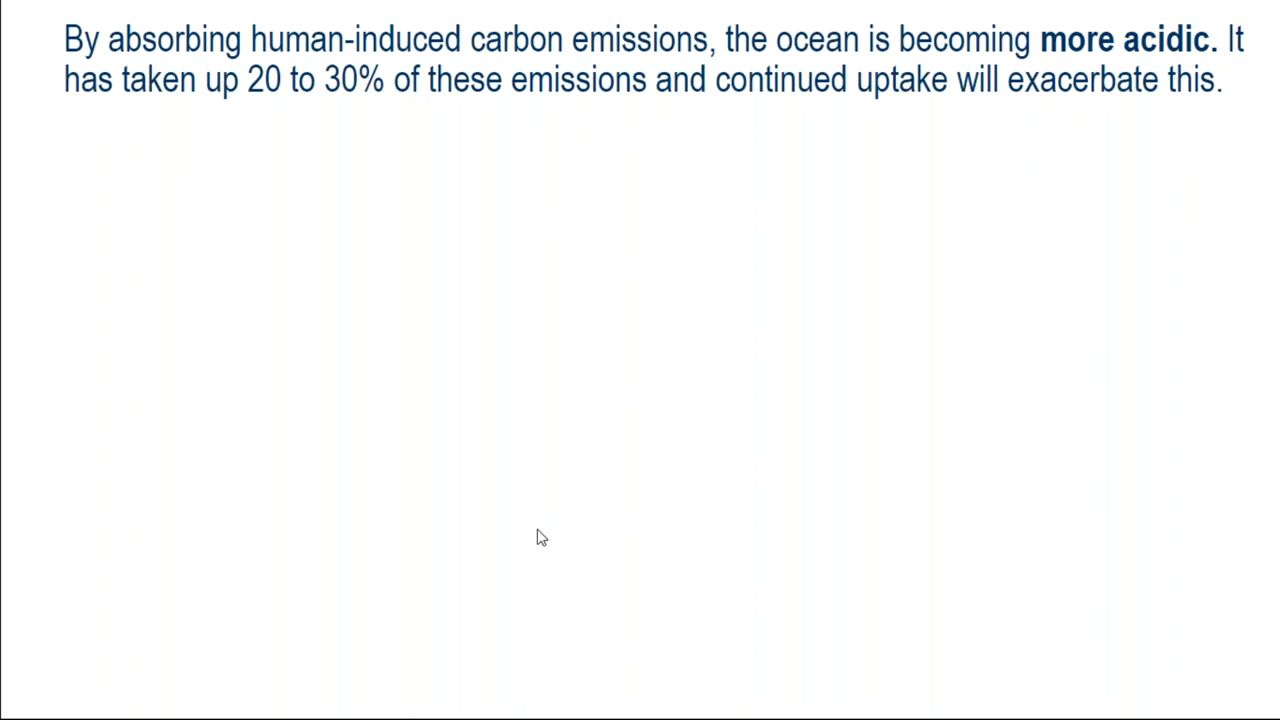 By absorbing human-induced carbon emissions, the ocean is becoming more acidic. It
has taken up 20 to 30% of these emissions and continued uptake will exacerbate this.